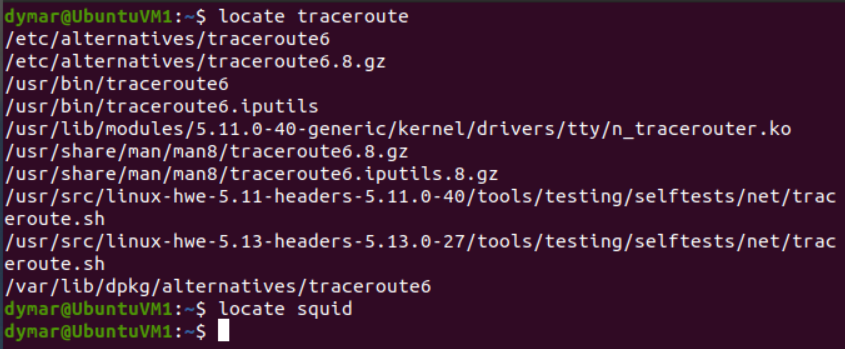 dymar@UbuntuVM1:~$ locate traceroute
/etc/alternatives/traceroute6
/etc/alternatives/traceroute6.8.gz
/usr/bin/traceroute6
/usr/bin/traceroute6.iputils
/usr/lib/modules/5.11.0-40-generic/kernel/drivers/tty/n_tracerouter.ko
/usr/share/man/man8/traceroute6.8.gz
/usr/share/man/man8/traceroute6.iputils.8.gz
/usr/src/linux-hwe-5.11-headers-5.11.0-40/tools/testing/selftests/net/trac
eroute.sh
/usr/src/linux-hwe-5.13-headers-5.13.0-27/tools/testing/selftests/net/trac
eroute.sh
/var/lib/dpkg/alternatives/traceroute6
dymar@UbuntuVM1:~$ locate squid
dymar@UbuntuVM1:~$